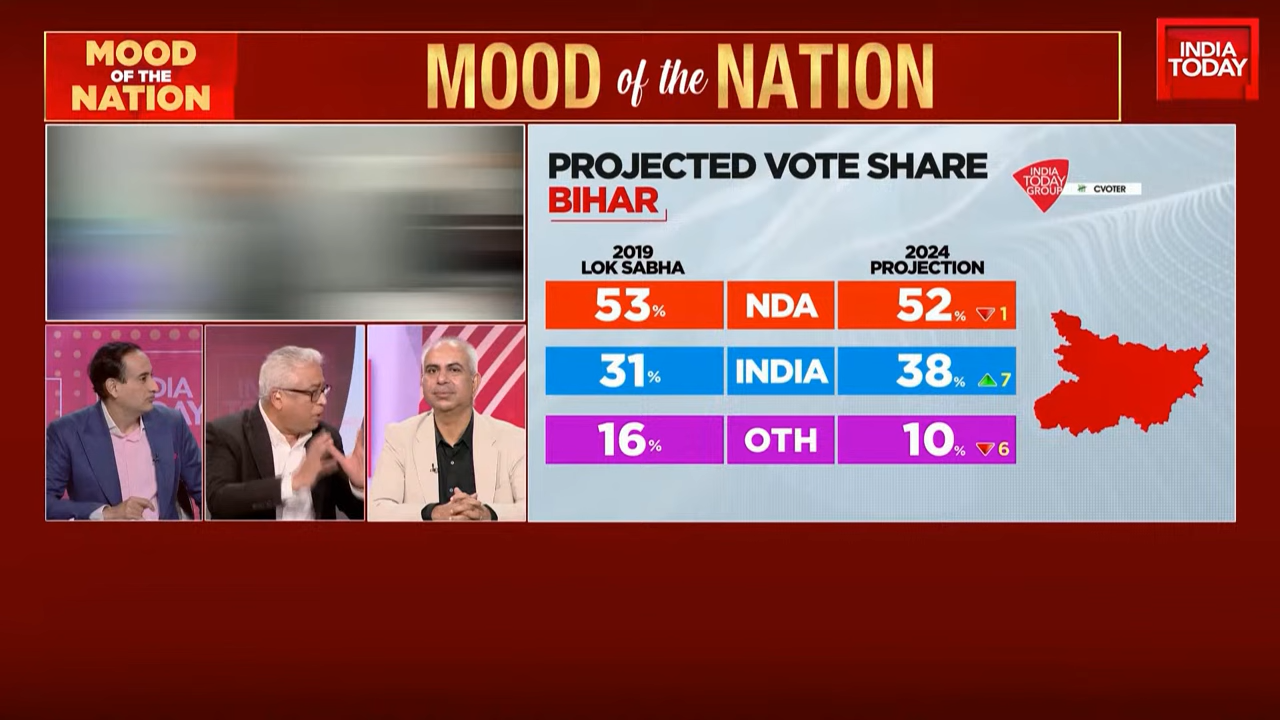 MOOD
OF THE
NATION
MOOD of the NATION
INDIA
TODAY
PROJECTED VOTE SHARE
BIHAR
INDIA
TODAY
GROUP
CVOTER
2019
LOK SABHA
2024
PROJECTION
53% NDA 52% 1
31% INDIA 38% 7
16% OTH 10% 6